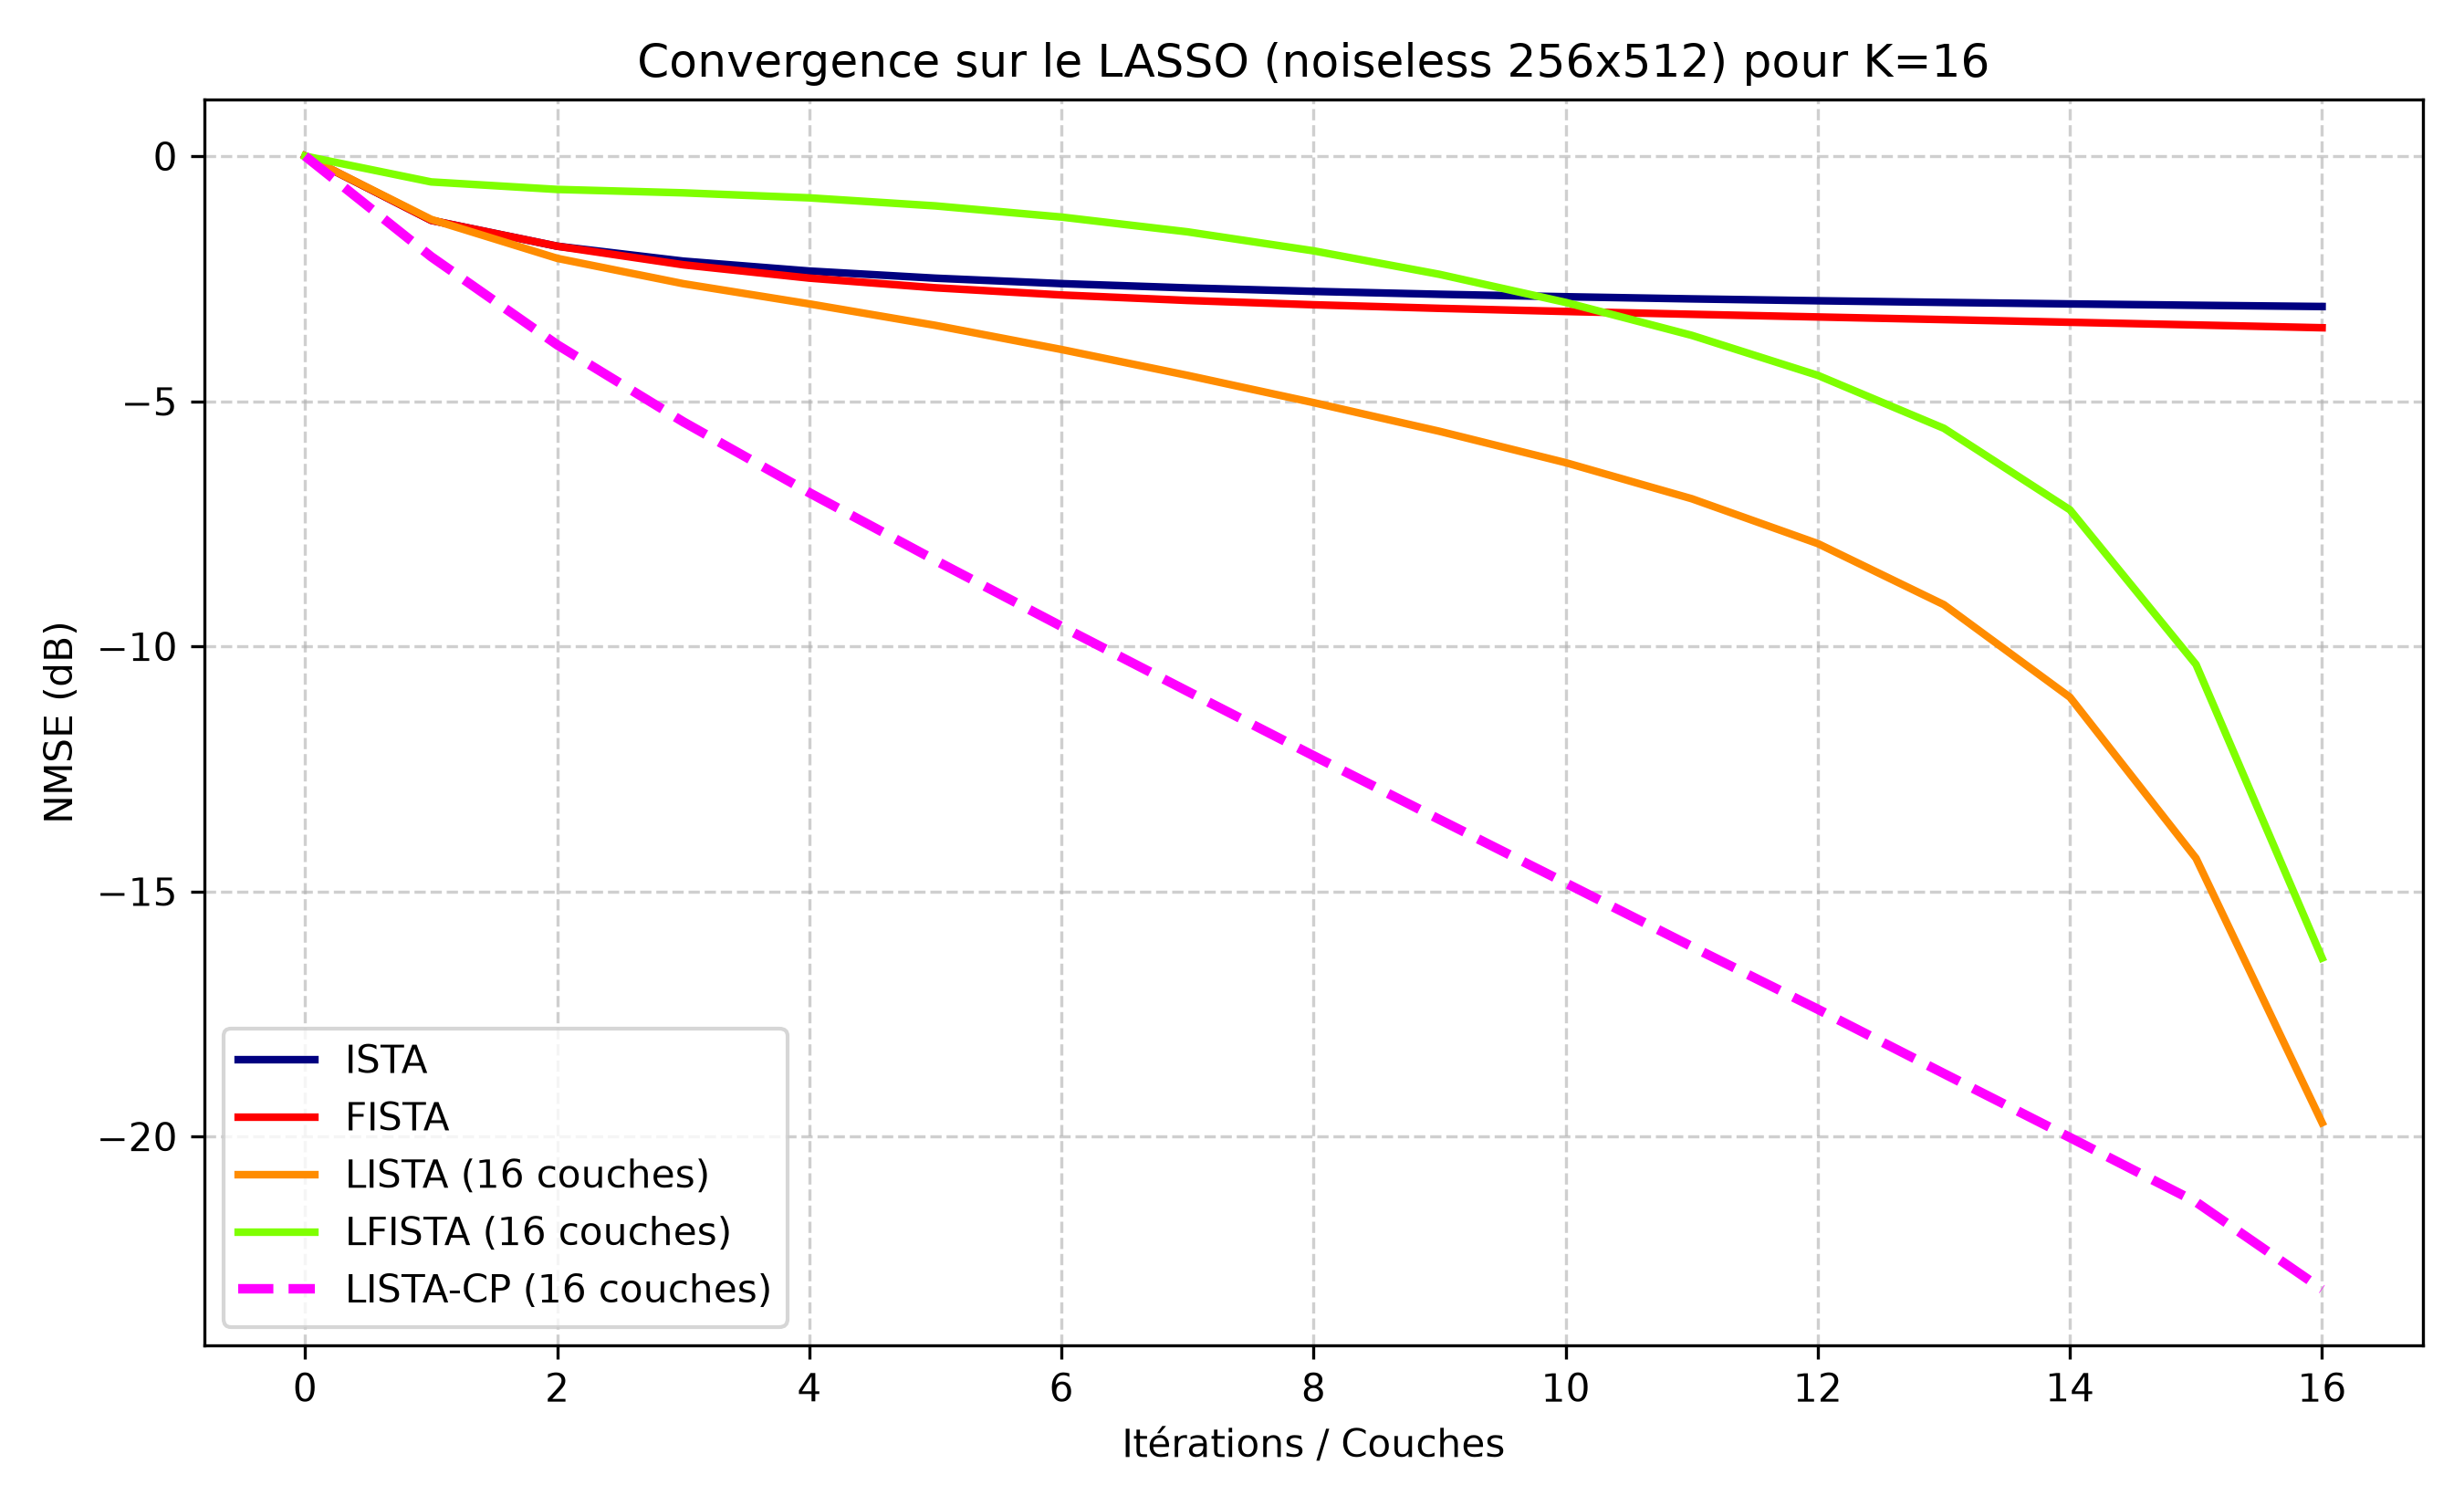 Convergence sur le LASSO (noiseless 256x512) pour K=16
NMSE (dB)
0
−5
−10
−15
−20
ISTA
FISTA
LISTA (16 couches)
LFISTA (16 couches)
LISTA-CP (16 couches)
0 2 4 6 8 10 12 14 16
Itérations / Couches